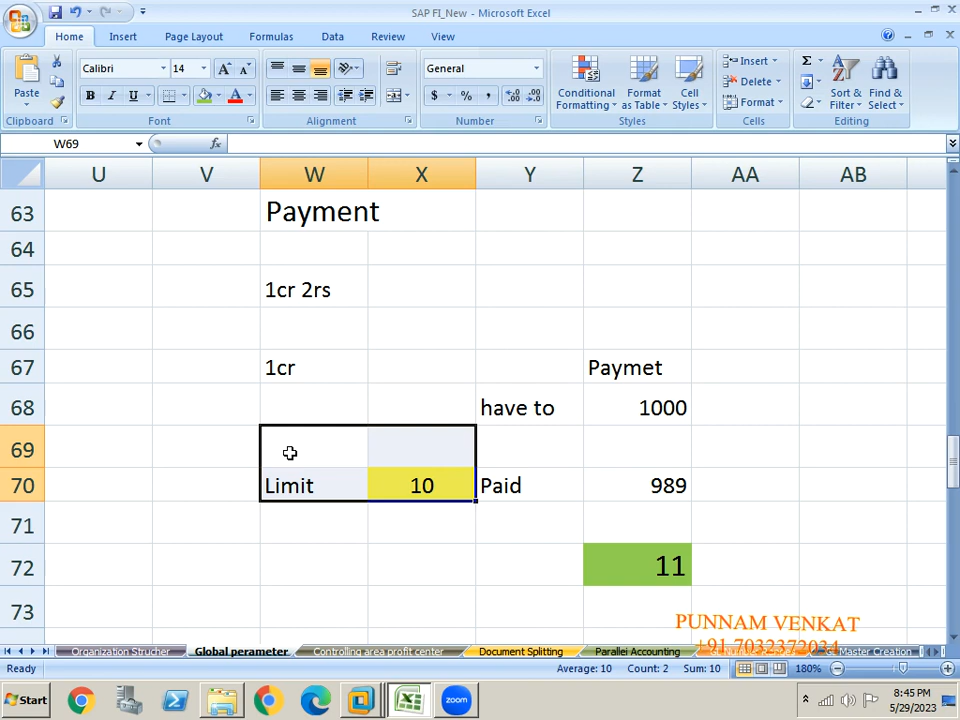 SAP FI_New - Microsoft Excel
Home Insert Page Layout Formulas Data Review View
Paste
Calibri 14
General
Conditional Formatting
Format as Table
Cell Styles
Insert
Delete
Format
Sort & Filter
Find & Select
Clipboard Font Alignment Number Styles Cells Editing
W69 fx
U V W X Y Z AA AB
63 Payment
64
65 1cr 2rs
66
67 1cr Paymet
68 have to 1000
69
70 Limit 10 Paid 989
71
72 11
73
PUNNAM VENKAT
+91 7032372034
Organization Strucher Global perameter Controlling area profit center Document Splitting Parallel Accounting Master Creation
Ready Average: 10 Count: 2 Sum: 10 180%
Start zoom 8:45 PM
5/29/2023